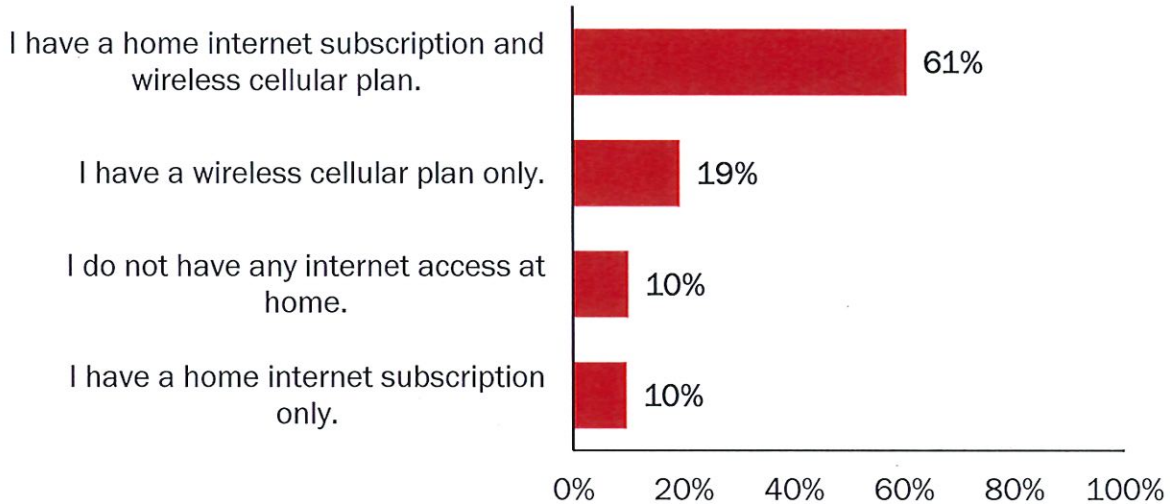 I have a home internet subscription and
wireless cellular plan.
61%
I have a wireless cellular plan only.
19%
I do not have any internet access at
home.
10%
I have a home internet subscription
only.
10%
0% 20% 40% 60% 80% 100%